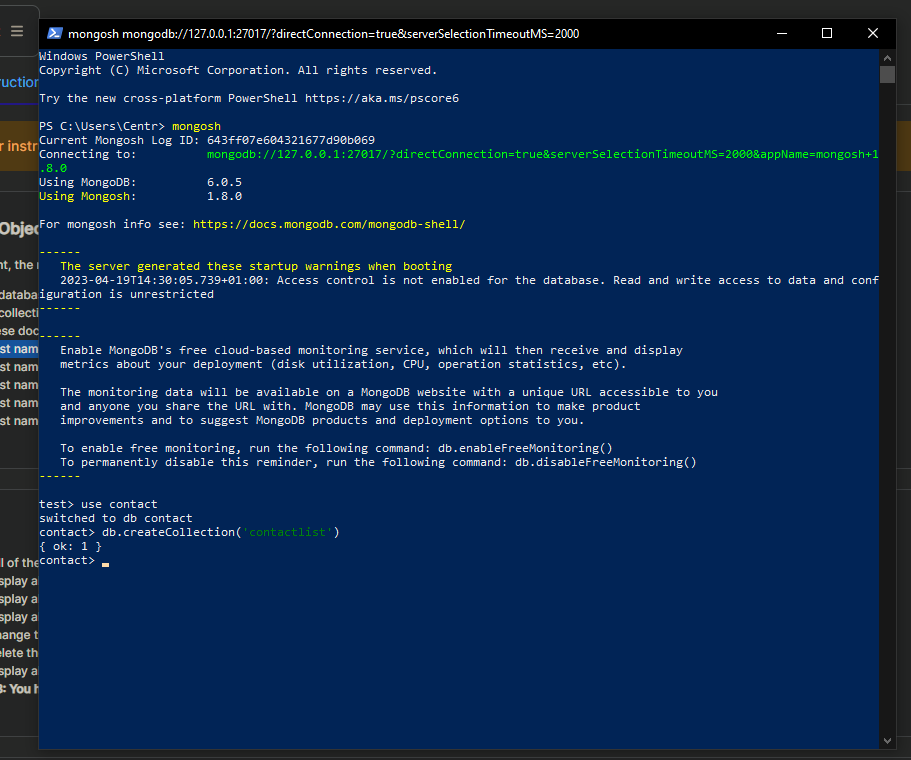 mongosh mongodb://127.0.0.1:27017/?directConnection=true&serverSelectionTimeoutMS=2000
Windows PowerShell
Copyright (C) Microsoft Corporation. All rights reserved.
Try the new cross-platform PowerShell https://aka.ms/pscore6
PS C:\Users\Centr> mongosh
Current Mongosh Log ID: 643ff07e604321677d90b069
Connecting to: mongodb://127.0.0.1:27017/?directConnection=true&serverSelectionTimeoutMS=2000&appName=mongosh+1
.8.0
Using MongoDB: 6.0.5
Using Mongosh: 1.8.0
For mongosh info see: https://docs.mongodb.com/mongodb-shell/
------
The server generated these startup warnings when booting
2023-04-19T14:30:05.739+01:00: Access control is not enabled for the database. Read and write access to data and conf
iguration is unrestricted
------
------
Enable MongoDB's free cloud-based monitoring service, which will then receive and display
metrics about your deployment (disk utilization, CPU, operation statistics, etc).
The monitoring data will be available on a MongoDB website with a unique URL accessible to you
and anyone you share the URL with. MongoDB may use this information to make product
improvements and to suggest MongoDB products and deployment options to you.
To enable free monitoring, run the following command: db.enableFreeMonitoring()
To permanently disable this reminder, run the following command: db.disableFreeMonitoring()
------
test> use contact
switched to db contact
contact> db.createCollection('contactlist')
{ ok: 1 }
contact>